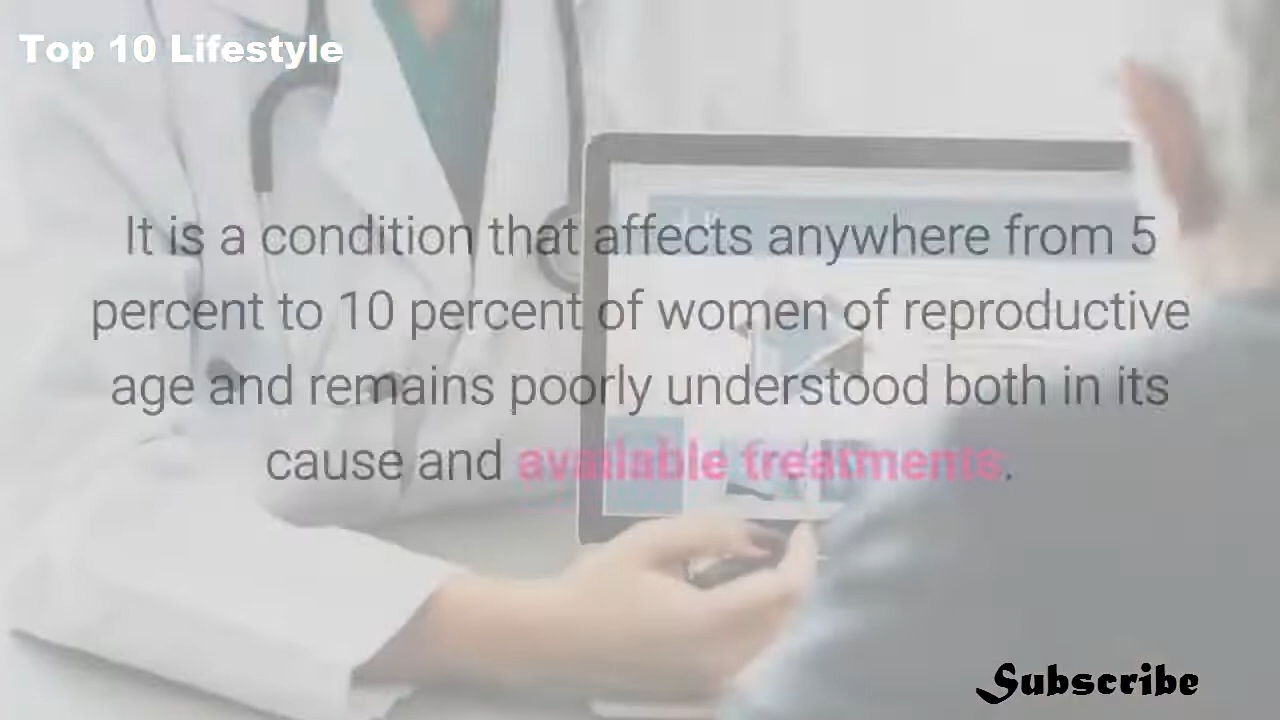 Top 10 Lifestyle
It is a condition that affects anywhere from 5
percent to 10 percent of women of reproductive
age and remains poorly understood both in its
cause and available treatments.
Subscribe